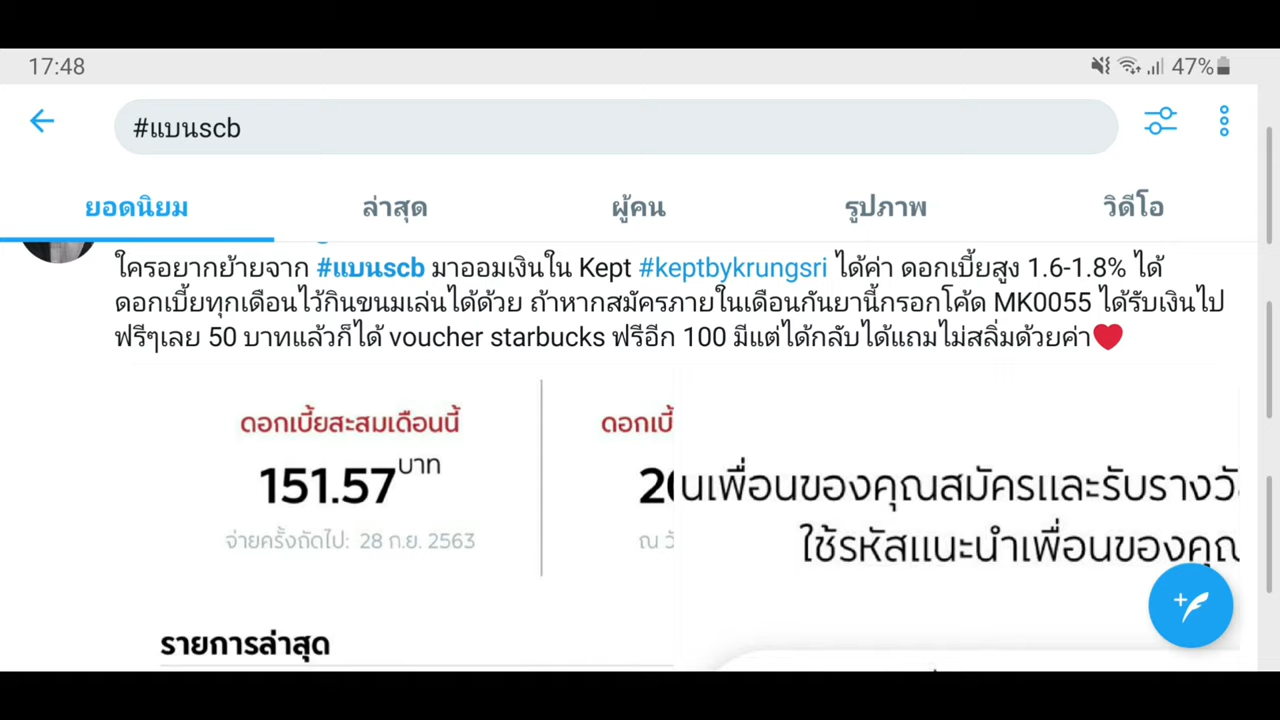 17:48
47%
#แบนscb
ยอดนิยม ล่าสุด ผู้คน รูปภาพ วิดีโอ
ใครอยากย้ายจาก #แบนscb มาออมเงินใน Kept #keptbykrungsri ได้ค่า ดอกเบี้ยสูง 1.6-1.8% ได้
ดอกเบี้ยทุกเดือนไว้กินขนมเล่นได้ด้วย ถ้าหากสมัครภายในเดือนกันยานี้กรอกโค้ด MK0055 ได้รับเงินไป
ฟรีๆเลย 50 บาทแล้วก็ได้ voucher starbucks ฟรีอีก 100 มีแต่ได้กลับได้แถมไม่สลิ่มด้วยค่า❤️
ดอกเบี้ยสะสมเดือนนี้
151.57 บาท
จ่ายครั้งถัดไป: 28 ก.ย. 2563
รายการล่าสุด
ดอกเบี้
20
ณ วั
นเพื่อนของคุณสมัครและรับรางวั
ใช้รหัสแนะนำเพื่อนของคุณ